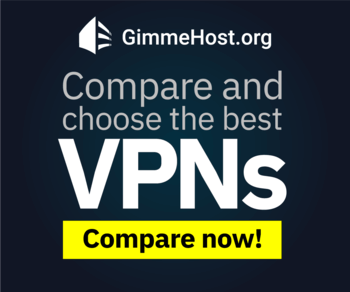 GimmeHost.org
Compare and
choose the best
VPNs
Compare now!